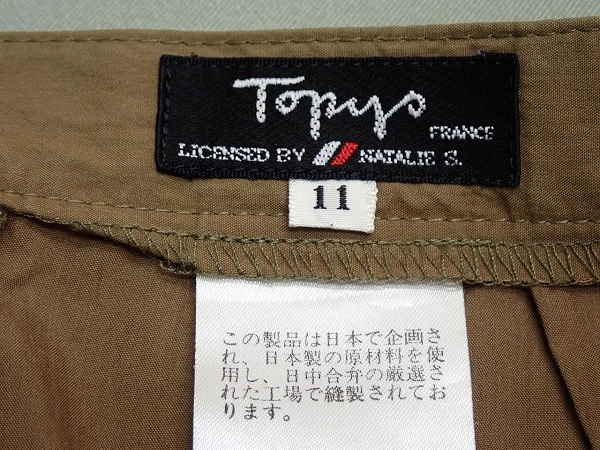 Topys
FRANCE
LICENSED BY NATALIE S.
11
この製品は日本で企画さ
れ、日本製の原材料を使
用し、日中合弁の厳選さ
れた工場で縫製されてお
ります。